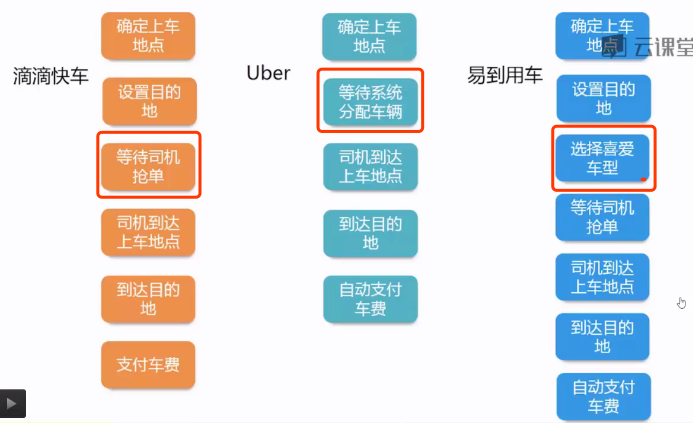 滴滴快车
确定上车
地点
设置目的
地
等待司机
抢单
司机到达
上车地点
到达目的
地
支付车费
Uber
确定上车
地点
等待系统
分配车辆
司机到达
上车地点
到达目的
地
自动支付
车费
易到用车
确定上车
地点
云课堂
设置目的
地
选择喜爱
车型
等待司机
抢单
司机到达
上车地点
到达目的
地
自动支付
车费